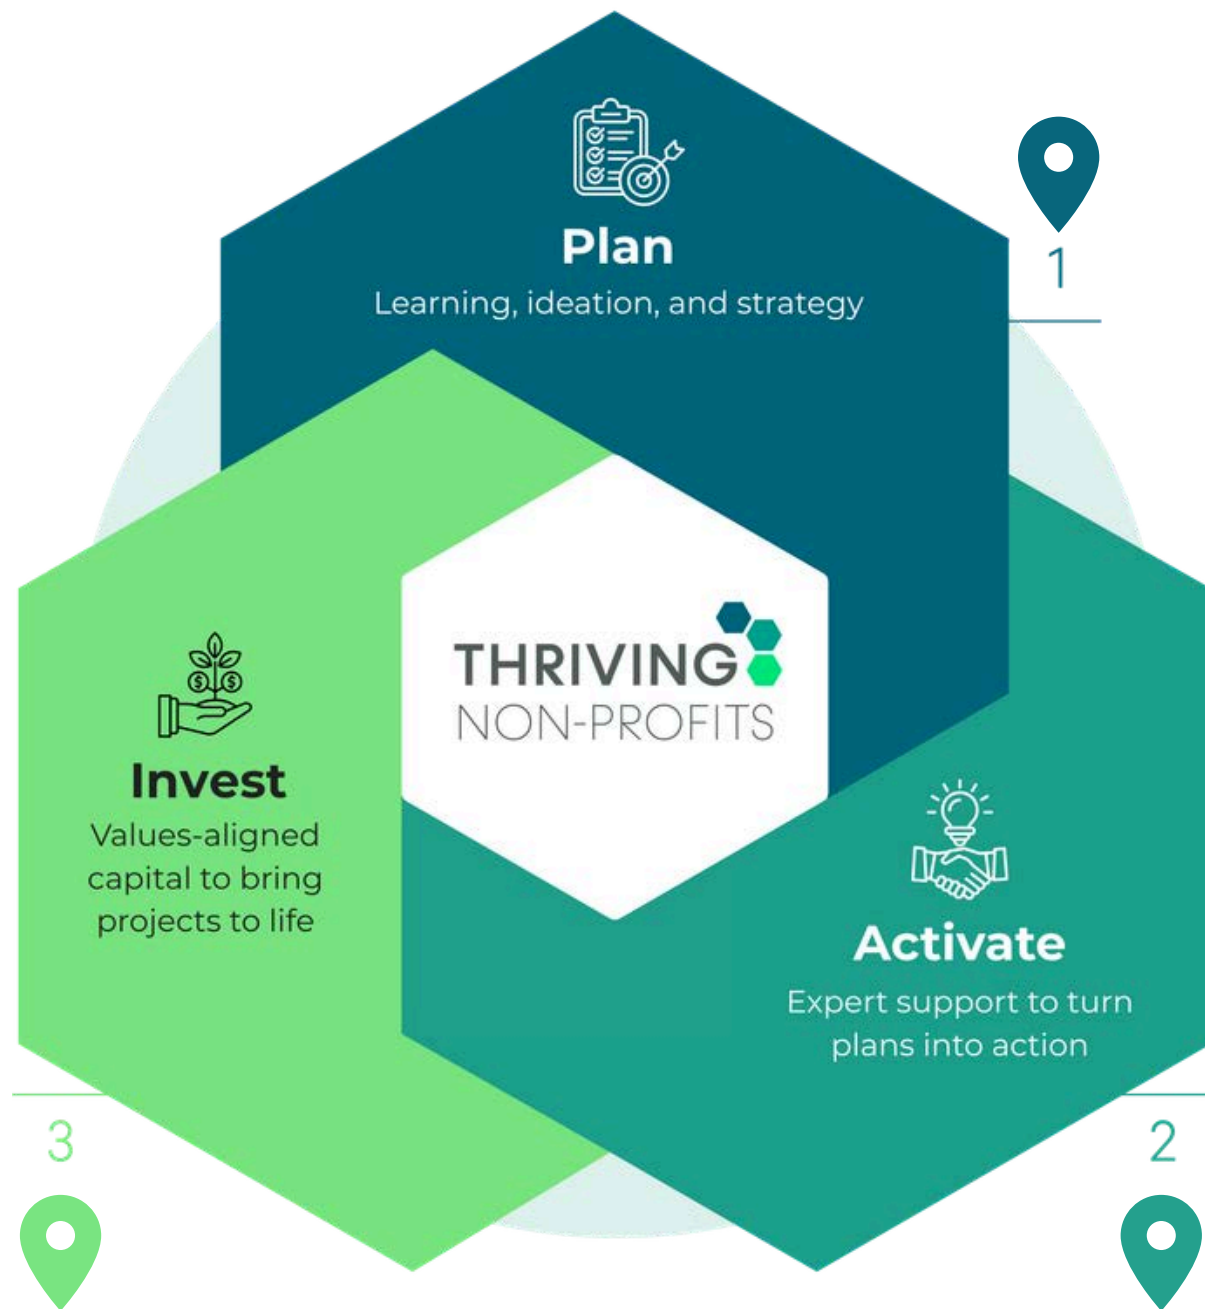 Plan
Learning, ideation, and strategy
1
THRIVING
NON-PROFITS
Activate
Expert support to turn
plans into action
2
Invest
Values-aligned
capital to bring
projects to life
3